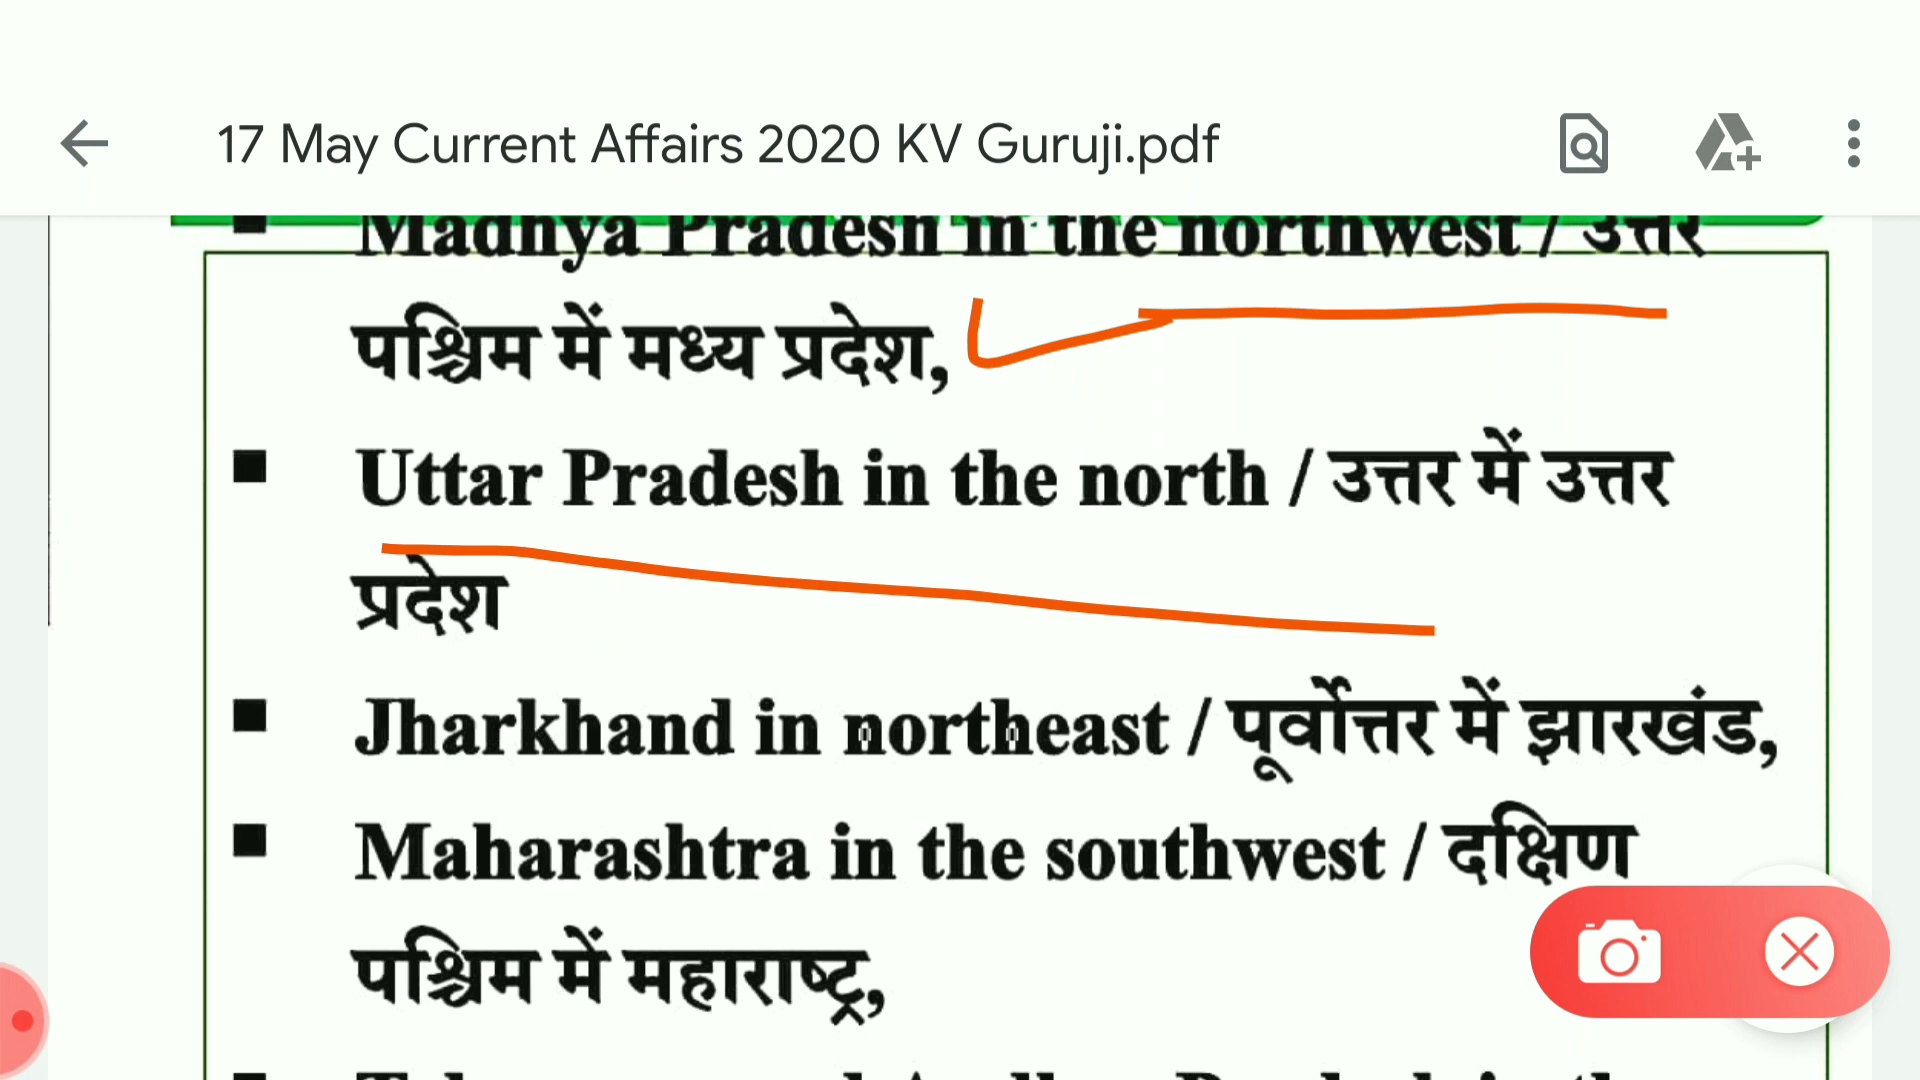 17 May Current Affairs 2020 KV Guruji.pdf
Madhya Pradesh in the northwest / उत्तर
पश्चिम में मध्य प्रदेश,
Uttar Pradesh in the north / उत्तर में उत्तर
प्रदेश
Jharkhand in northeast / पूर्वोत्तर में झारखंड,
Maharashtra in the southwest / दक्षिण
पश्चिम में महाराष्ट्र,